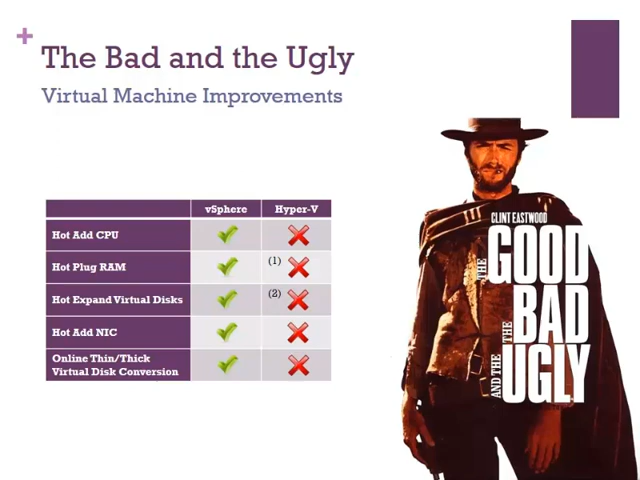 +
The Bad and the Ugly
Virtual Machine Improvements
vSphere Hyper-V
Hot Add CPU
Hot Plug RAM (1)
Hot Expand Virtual Disks (2)
Hot Add NIC
Online Thin/Thick
Virtual Disk Conversion
CLINT EASTWOOD
THE GOOD
THE BAD
AND THE UGLY